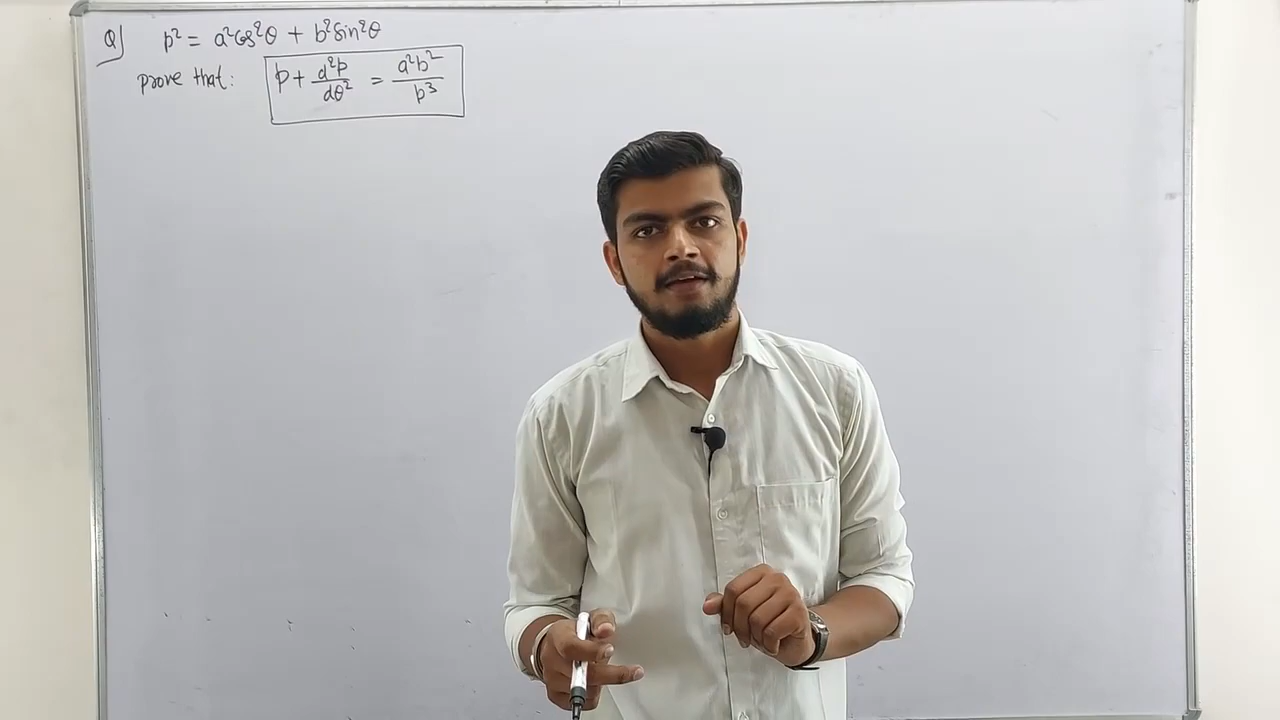 Q) p² = a²cos²θ + b²sin²θ
prove that: p + d²p/dθ² = a²b²/p³